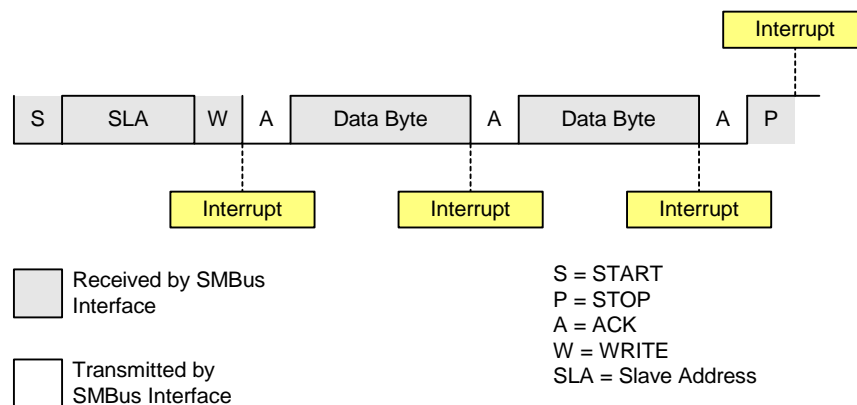 Interrupt
S SLA W A Data Byte A Data Byte A P
Interrupt Interrupt Interrupt
Received by SMBus
Interface
Transmitted by
SMBus Interface
S = START
P = STOP
A = ACK
W = WRITE
SLA = Slave Address